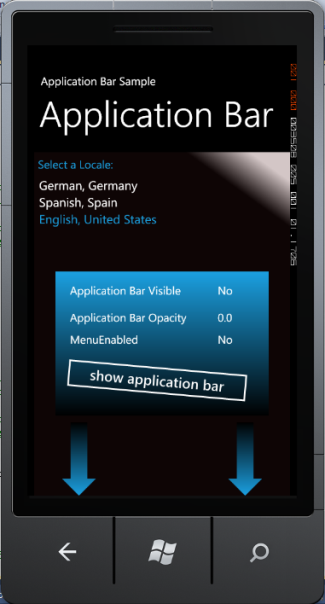 Application Bar Sample
Application Bar
Select a Locale:
German, Germany
Spanish, Spain
English, United States
Application Bar Visible No
Application Bar Opacity 0.0
MenuEnabled No
show application bar